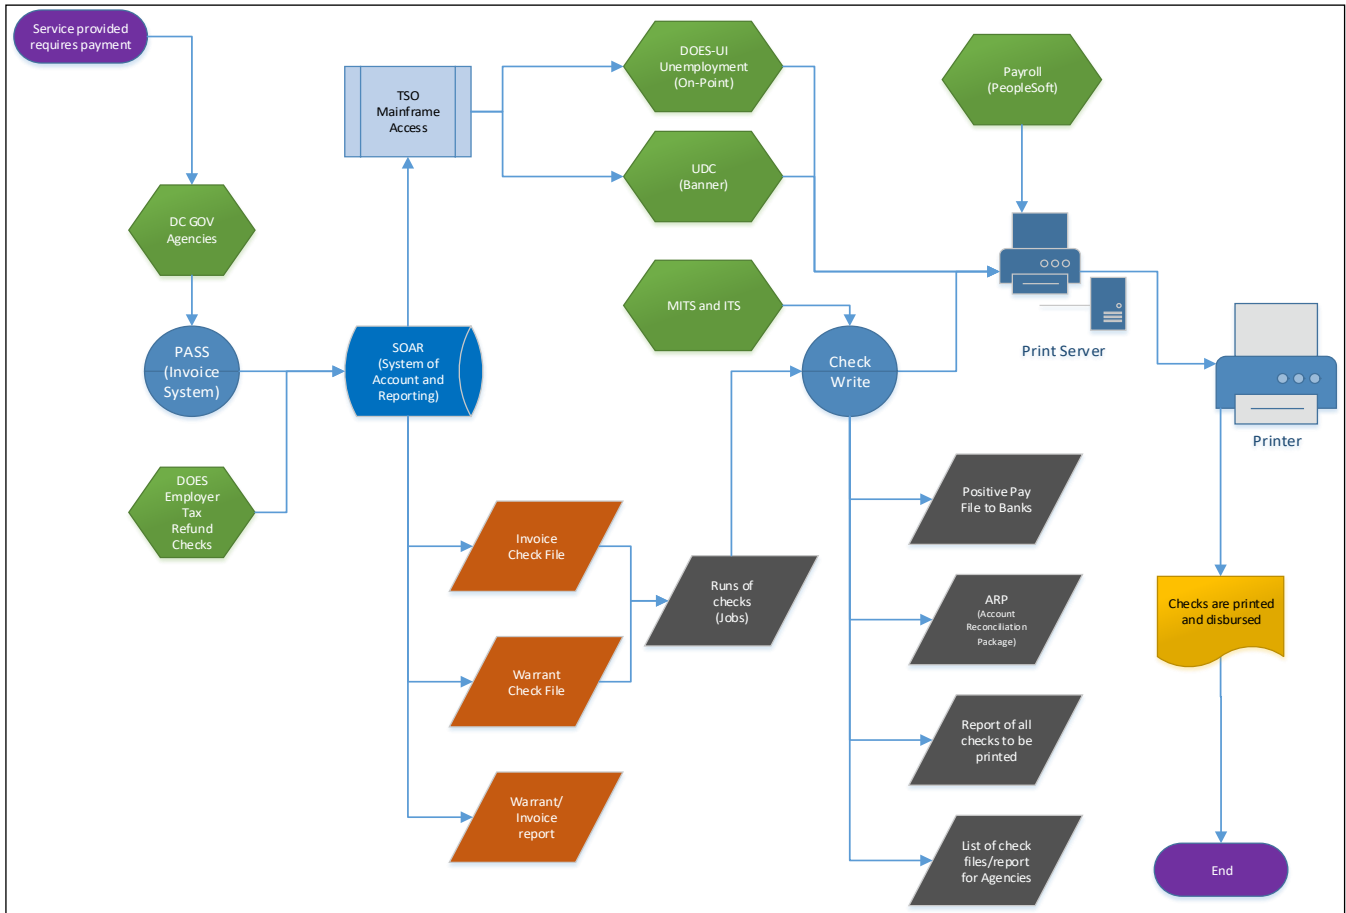 Service provided
requires payment
DC GOV
Agencies
PASS
(Invoice
System)
DOES
Employer
Tax
Refund
Checks
TSO
Mainframe
Access
SOAR
(System of
Account and
Reporting)
Invoice
Check File
Warrant
Check File
Warrant/
Invoice
report
DOES-UI
Unemployment
(On-Point)
UDC
(Banner)
MITS and ITS
Runs of
checks
(Jobs)
Check
Write
Positive Pay
File to Banks
ARP
(Account
Reconciliation
Package)
Report of all
checks to be
printed
List of check
files/report
for Agencies
Payroll
(PeopleSoft)
Print Server
Printer
Checks are printed
and disbursed
End